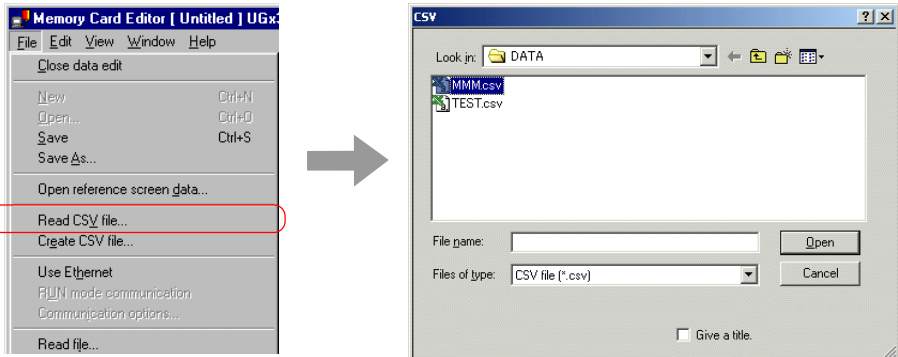 Memory Card Editor [ Untitled ] UGx3
File Edit View Window Help
Close data edit
New Ctrl+N
Open... Ctrl+O
Save Ctrl+S
Save As...
Open reference screen data...
Read CSV file...
Create CSV file...
Use Ethernet
RUN mode communication
Communication options...
Read file...
CSV
Look in: DATA
MMM.csv
TEST.csv
File name:
Open
Files of type: CSV file (*.csv)
Cancel
Give a title.